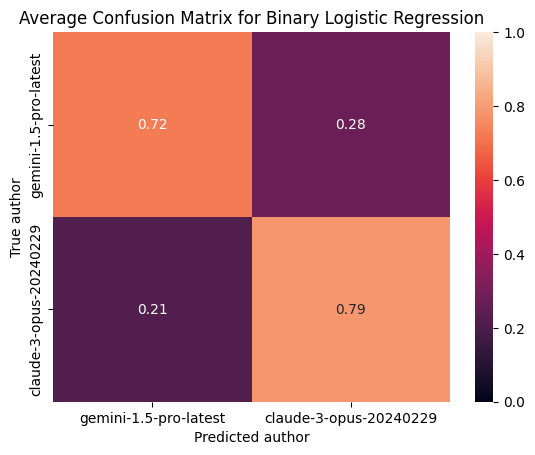 Average Confusion Matrix for Binary Logistic Regression
True author
gemini-1.5-pro-latest
claude-3-opus-20240229
0.72
0.28
0.21
0.79
gemini-1.5-pro-latest
claude-3-opus-20240229
Predicted author
1.0
0.8
0.6
0.4
0.2
0.0